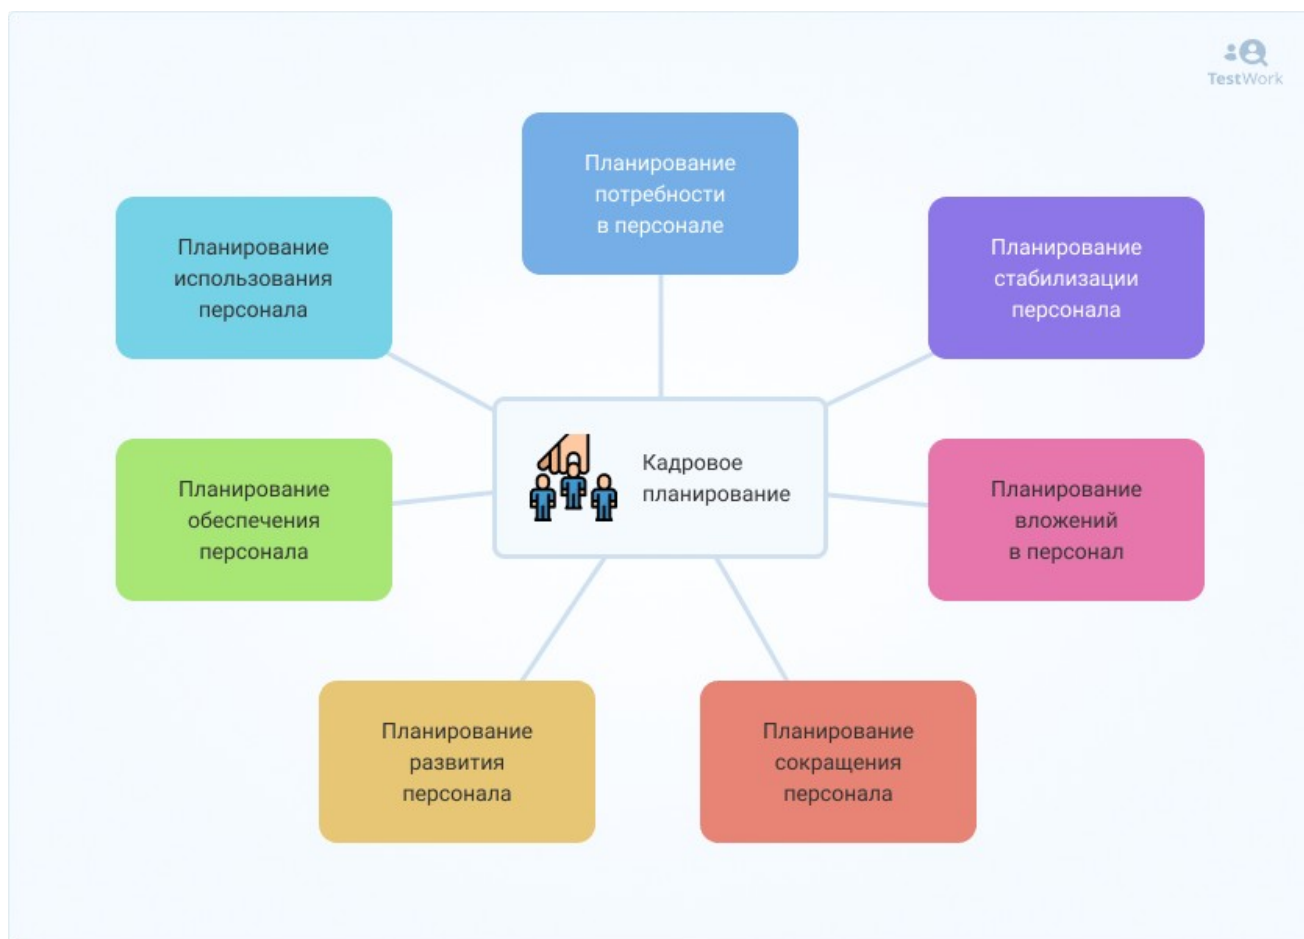 TestWork
Планирование
потребности
в персонале
Планирование
использования
персонала
Планирование
стабилизации
персонала
Кадровое
планирование
Планирование
обеспечения
персонала
Планирование
вложений
в персонал
Планирование
развития
персонала
Планирование
сокращения
персонала